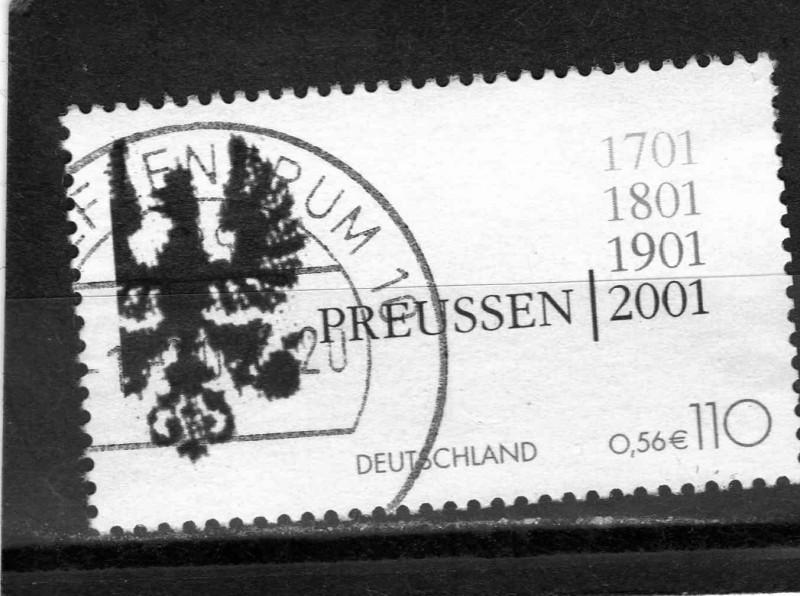 1701
1801
1901
PREUSSEN | 2001
DEUTSCHLAND 0,56€ 110